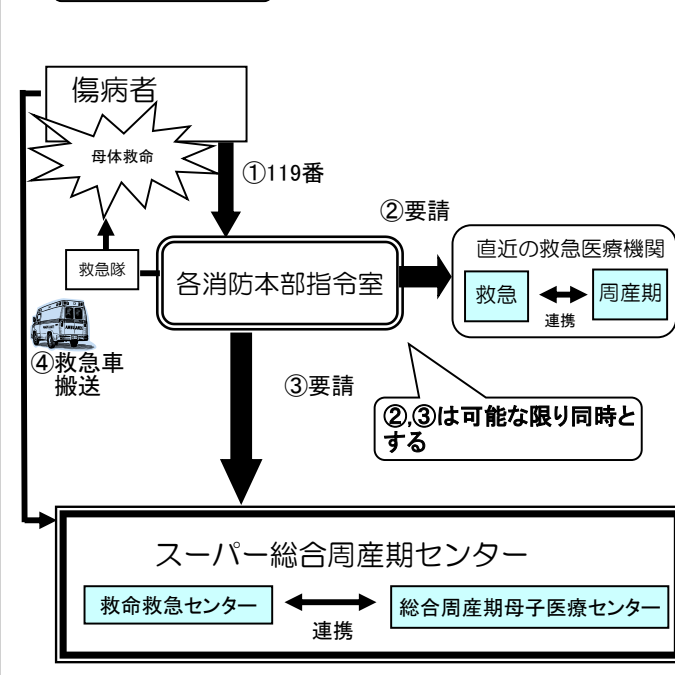 傷病者
母体救命
①119番
②要請
直近の救急医療機関
救急
周産期
連携
救急隊
各消防本部指令室
④救急車
搬送
③要請
②,③は可能な限り同時と
する
スーパー総合周産期センター
救命救急センター
総合周産期母子医療センター
連携